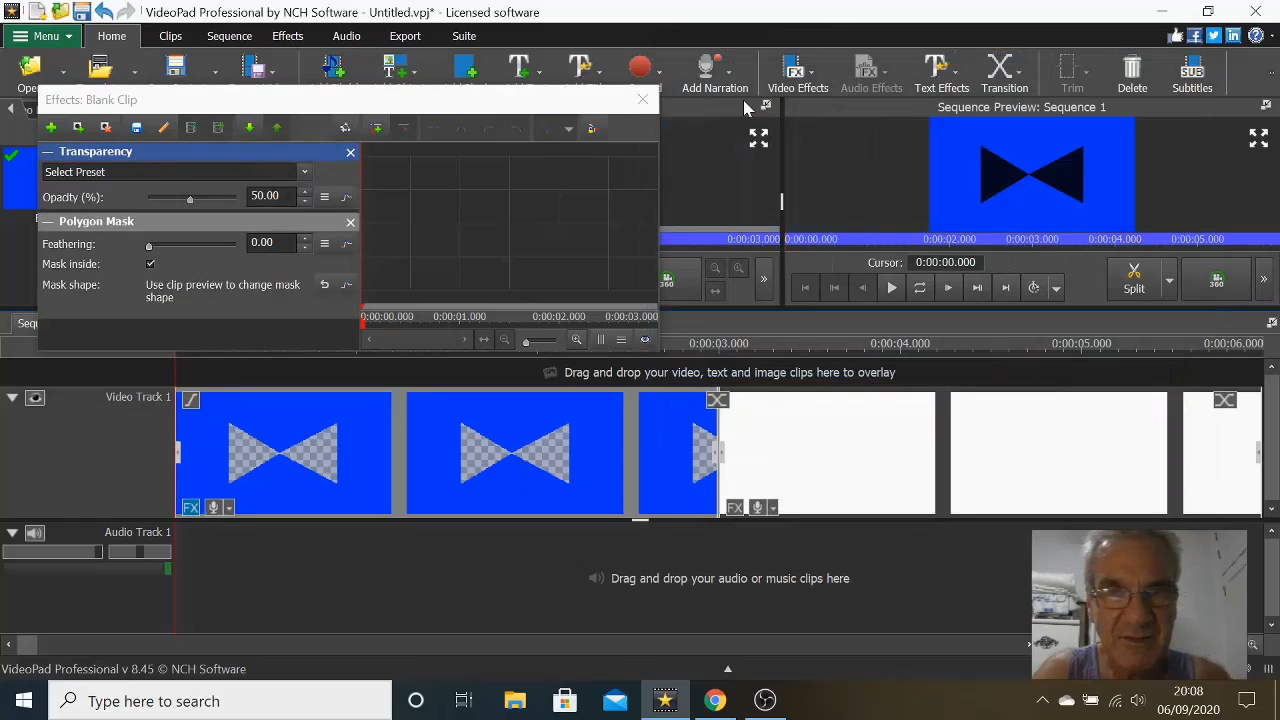 VideoPad Professional by NCH Software - Untitled.vpj* - Licensed software
Menu Home Clips Sequence Effects Audio Export Suite
Add Narration Video Effects Audio Effects Text Effects Transitions Trim Delete Subtitles
Effects: Blank Clip
Sequence Preview: Sequence 1
Transparency
Select Preset
Opacity (%): 50.00
Polygon Mask
Feathering: 0.00
Mask inside:
Mask shape: Use clip preview to change mask
shape
0:00:00.000 0:00:01.000 0:00:02.000 0:00:03.000
0:00:03.000 0:00:00.000 0:00:02.000 0:00:03.000 0:00:04.000 0:00:05.000
Cursor: 0:00:00.000
360 Split 360
0:00:03.000 0:00:04.000 0:00:05.000 0:00:06.000
Drag and drop your video, text and image clips here to overlay
Video Track 1
FX FX
Audio Track 1
Drag and drop your audio or music clips here
VideoPad Professional v 8.45 © NCH Software
Type here to search
20:08
06/09/2020